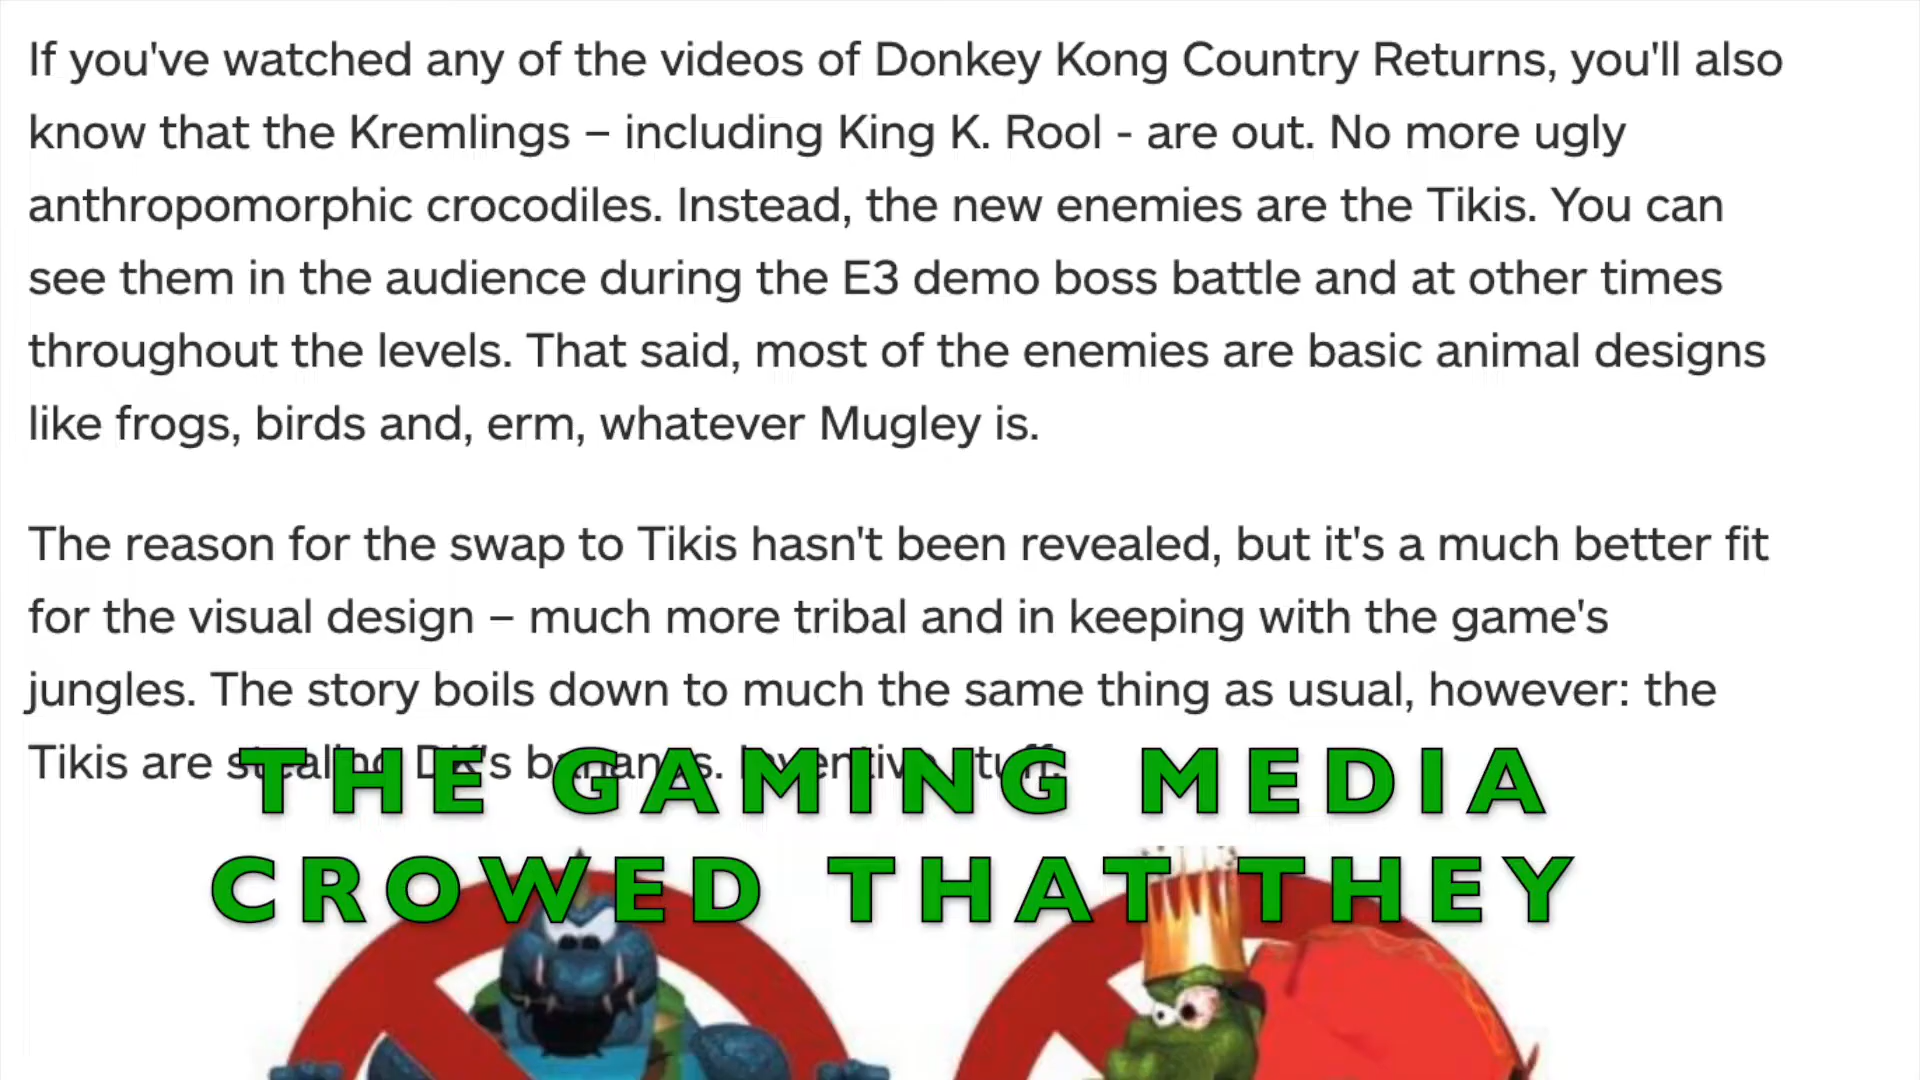 If you've watched any of the videos of Donkey Kong Country Returns, you'll also
know that the Kremlings – including King K. Rool - are out. No more ugly
anthropomorphic crocodiles. Instead, the new enemies are the Tikis. You can
see them in the audience during the E3 demo boss battle and at other times
throughout the levels. That said, most of the enemies are basic animal designs
like frogs, birds and, erm, whatever Mugley is.
The reason for the swap to Tikis hasn't been revealed, but it's a much better fit
for the visual design – much more tribal and in keeping with the game's
jungles. The story boils down to much the same thing as usual, however: the
Tikis are stealing DK's bananas. Inventive stuff.
THE GAMING MEDIA
CROWED THAT THEY